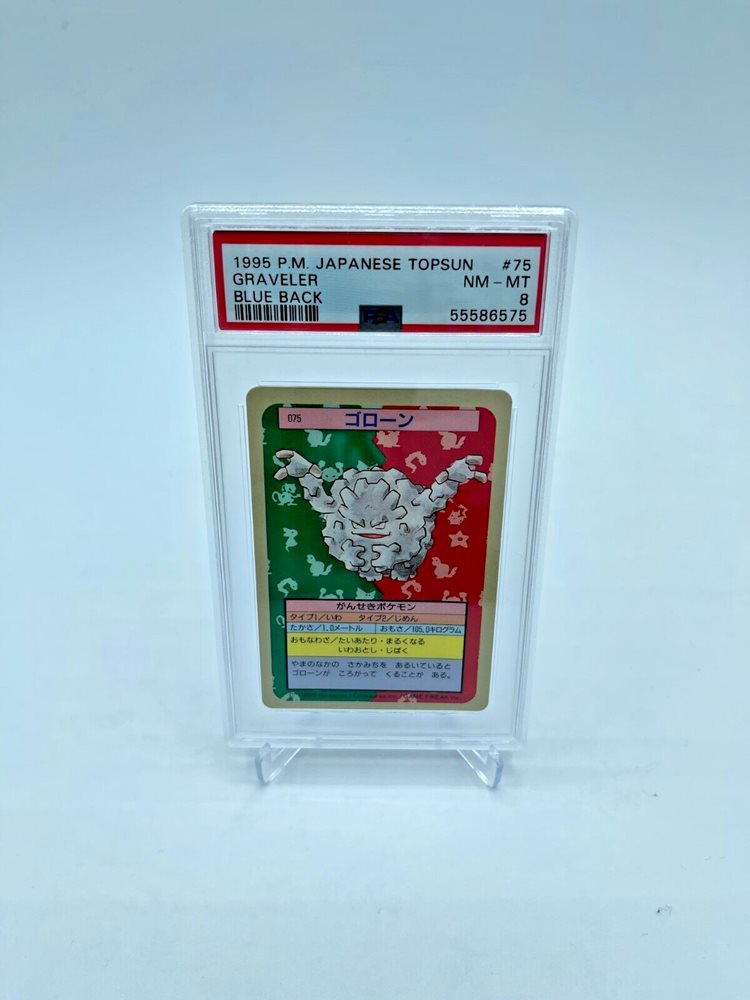 1995 P.M. JAPANESE TOPSUN #75
GRAVELER NM - MT
BLUE BACK 8
PSA 55586575
075 ゴローン
がんせきポケモン
タイプ1/いわ タイプ2/じめん
たかさ/1.0メートル おもさ/105.0キログラム
おもなわざ/たいあたり・まるくなる
いわおとし・じばく
やまのなかの さかみちを あるいていると
ゴローンが ころがって くることが ある。